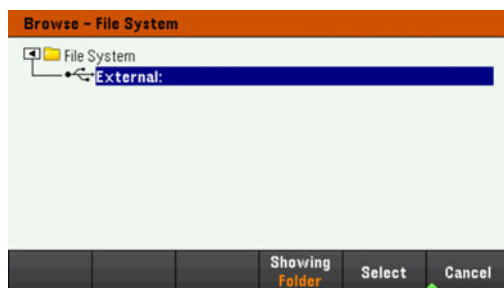 Browse - File System
File System
External:
Showing
Folder
Select
Cancel